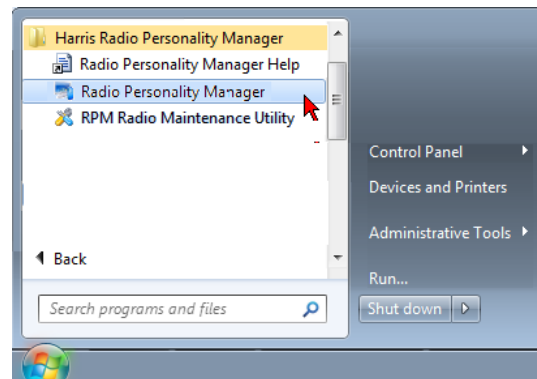 Harris Radio Personality Manager
Radio Personality Manager Help
Radio Personality Manager
RPM Radio Maintenance Utility
Control Panel
Devices and Printers
Administrative Tools
Back
Run...
Search programs and files
Shut down